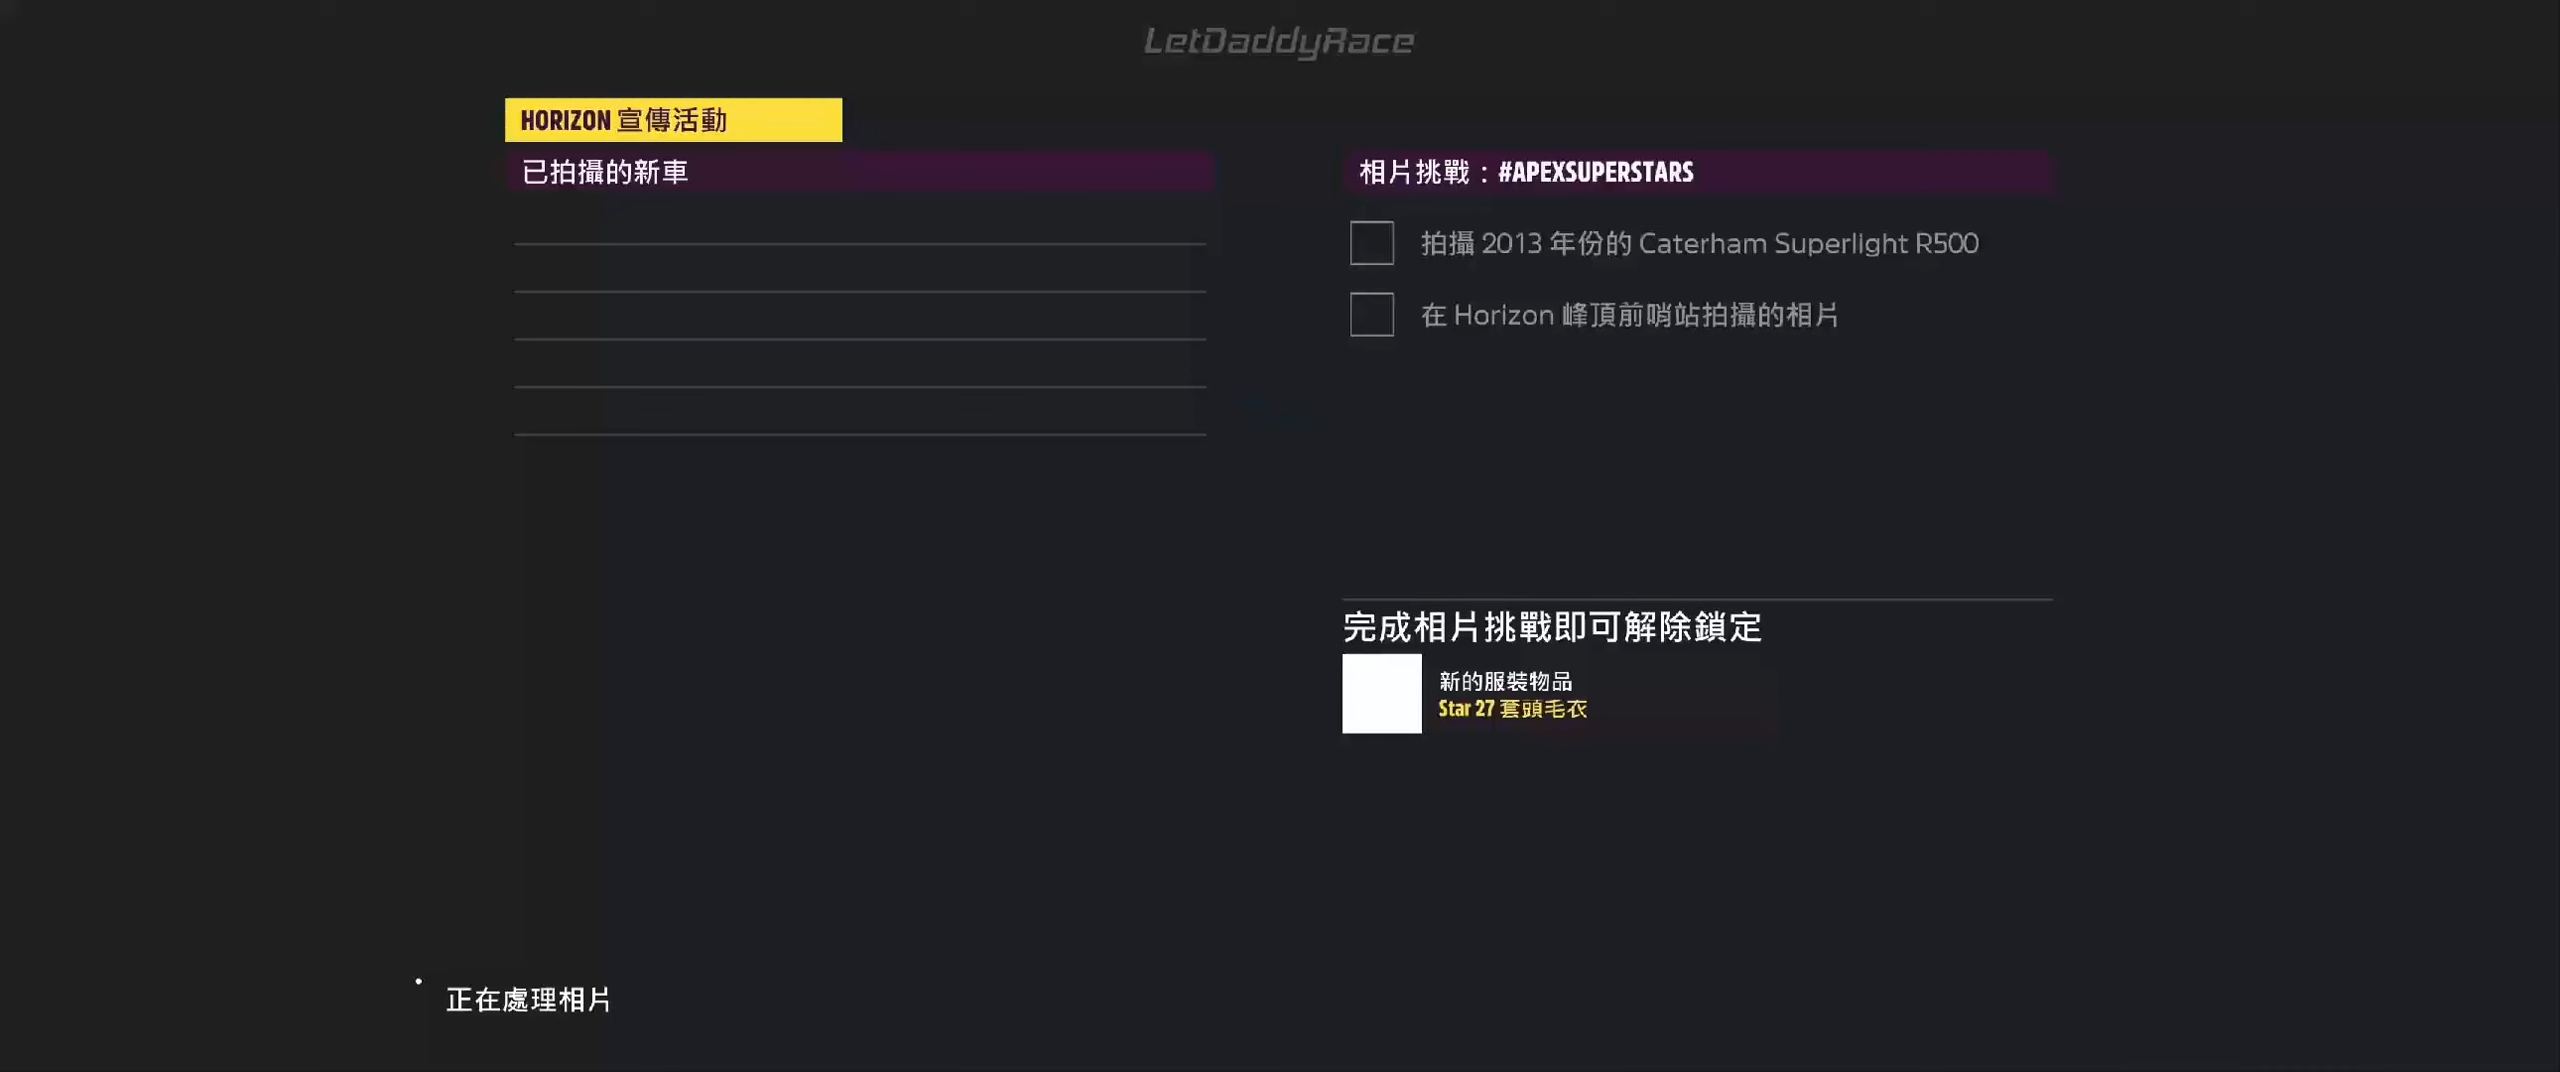 LetDaddyRace
HORIZON 宣傳活動
已拍攝的新車
相片挑戰：#APEXSUPERSTARS
拍攝 2013 年份的 Caterham Superlight R500
在 Horizon 峰頂前哨站拍攝的相片
完成相片挑戰即可解除鎖定
新的服裝物品
Star 27 套頭毛衣
正在處理相片